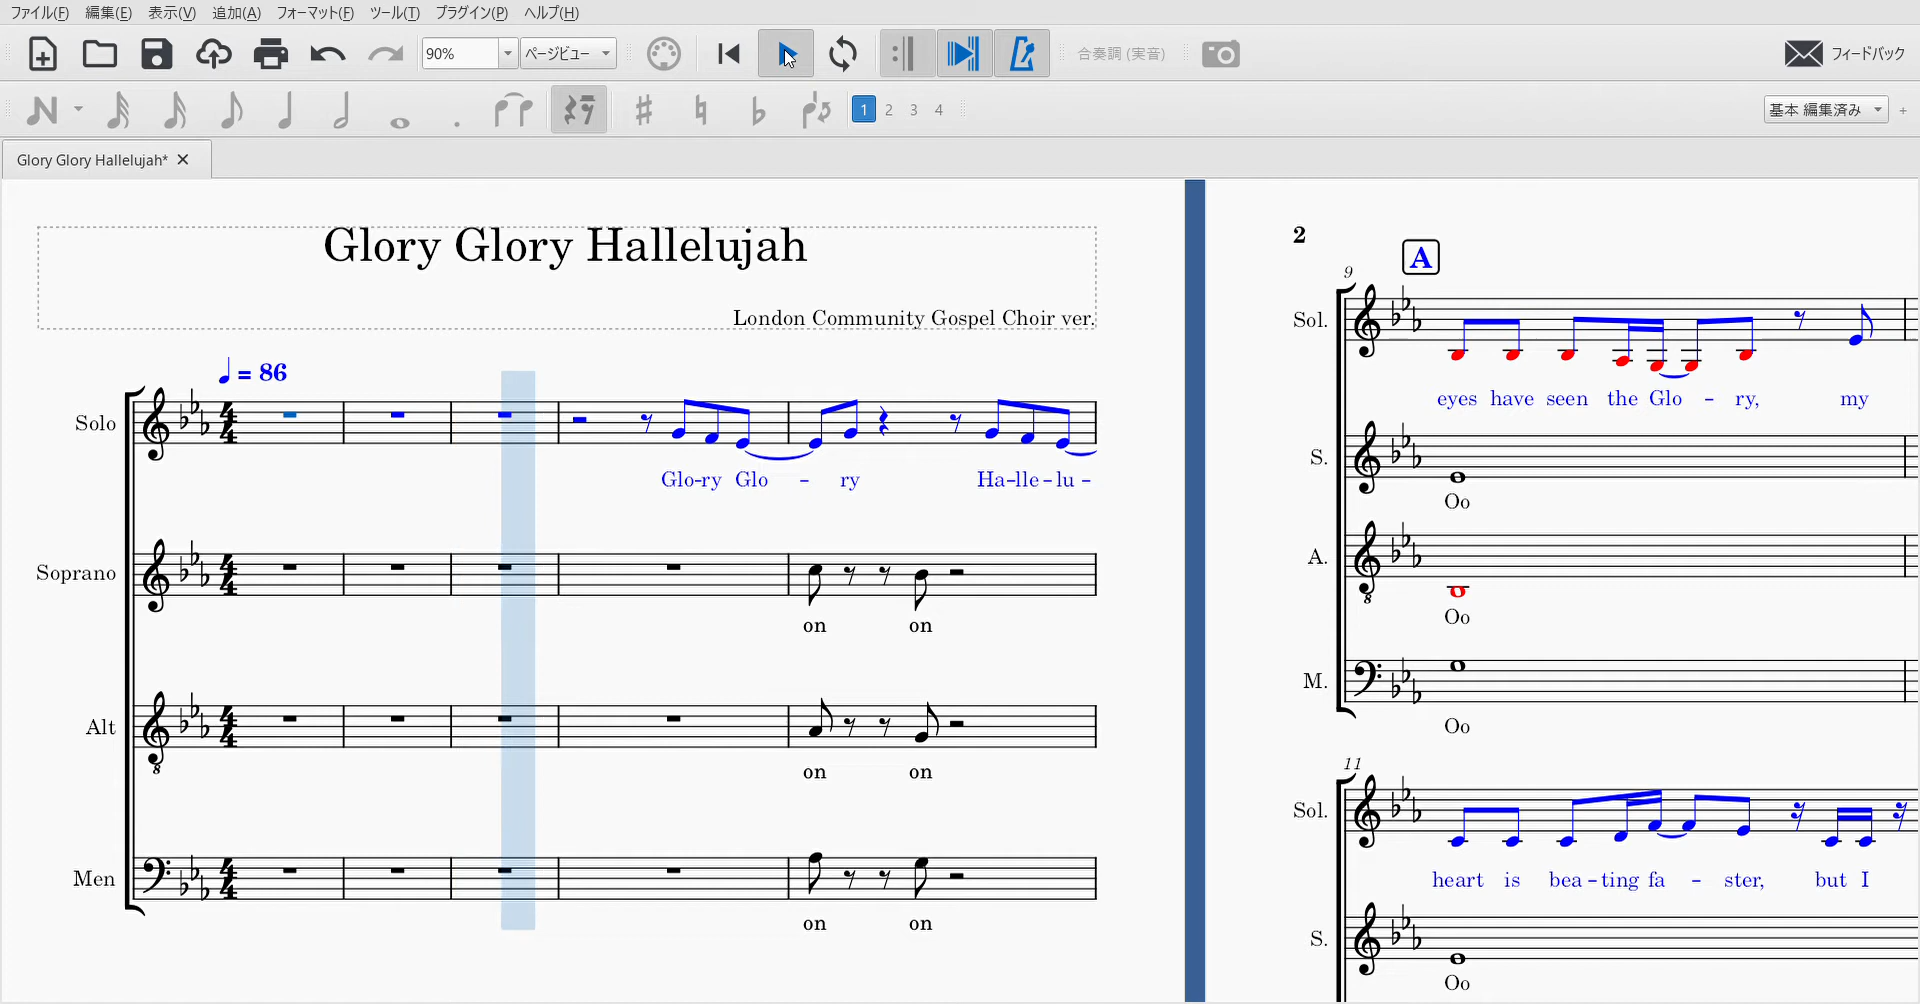 ファイル(F) 編集(E) 表示(V) 追加(A) フォーマット(F) ツール(T) プラグイン(P) ヘルプ(H)
90% ページビュー 合奏調 (実音) フィードバック
1 2 3 4 基本 編集済み +
Glory Glory Hallelujah*
Glory Glory Hallelujah
London Community Gospel Choir ver.
= 86
Solo
Glo-ry Glo - ry Ha-lle-lu-
Soprano
on on
Alt
8
on on
Men
on on
2
A
9
Sol.
eyes have seen the Glo - ry, my
S.
Oo
A.
8
Oo
M.
Oo
11
Sol.
heart is bea-ting fa - ster, but I
S.
Oo